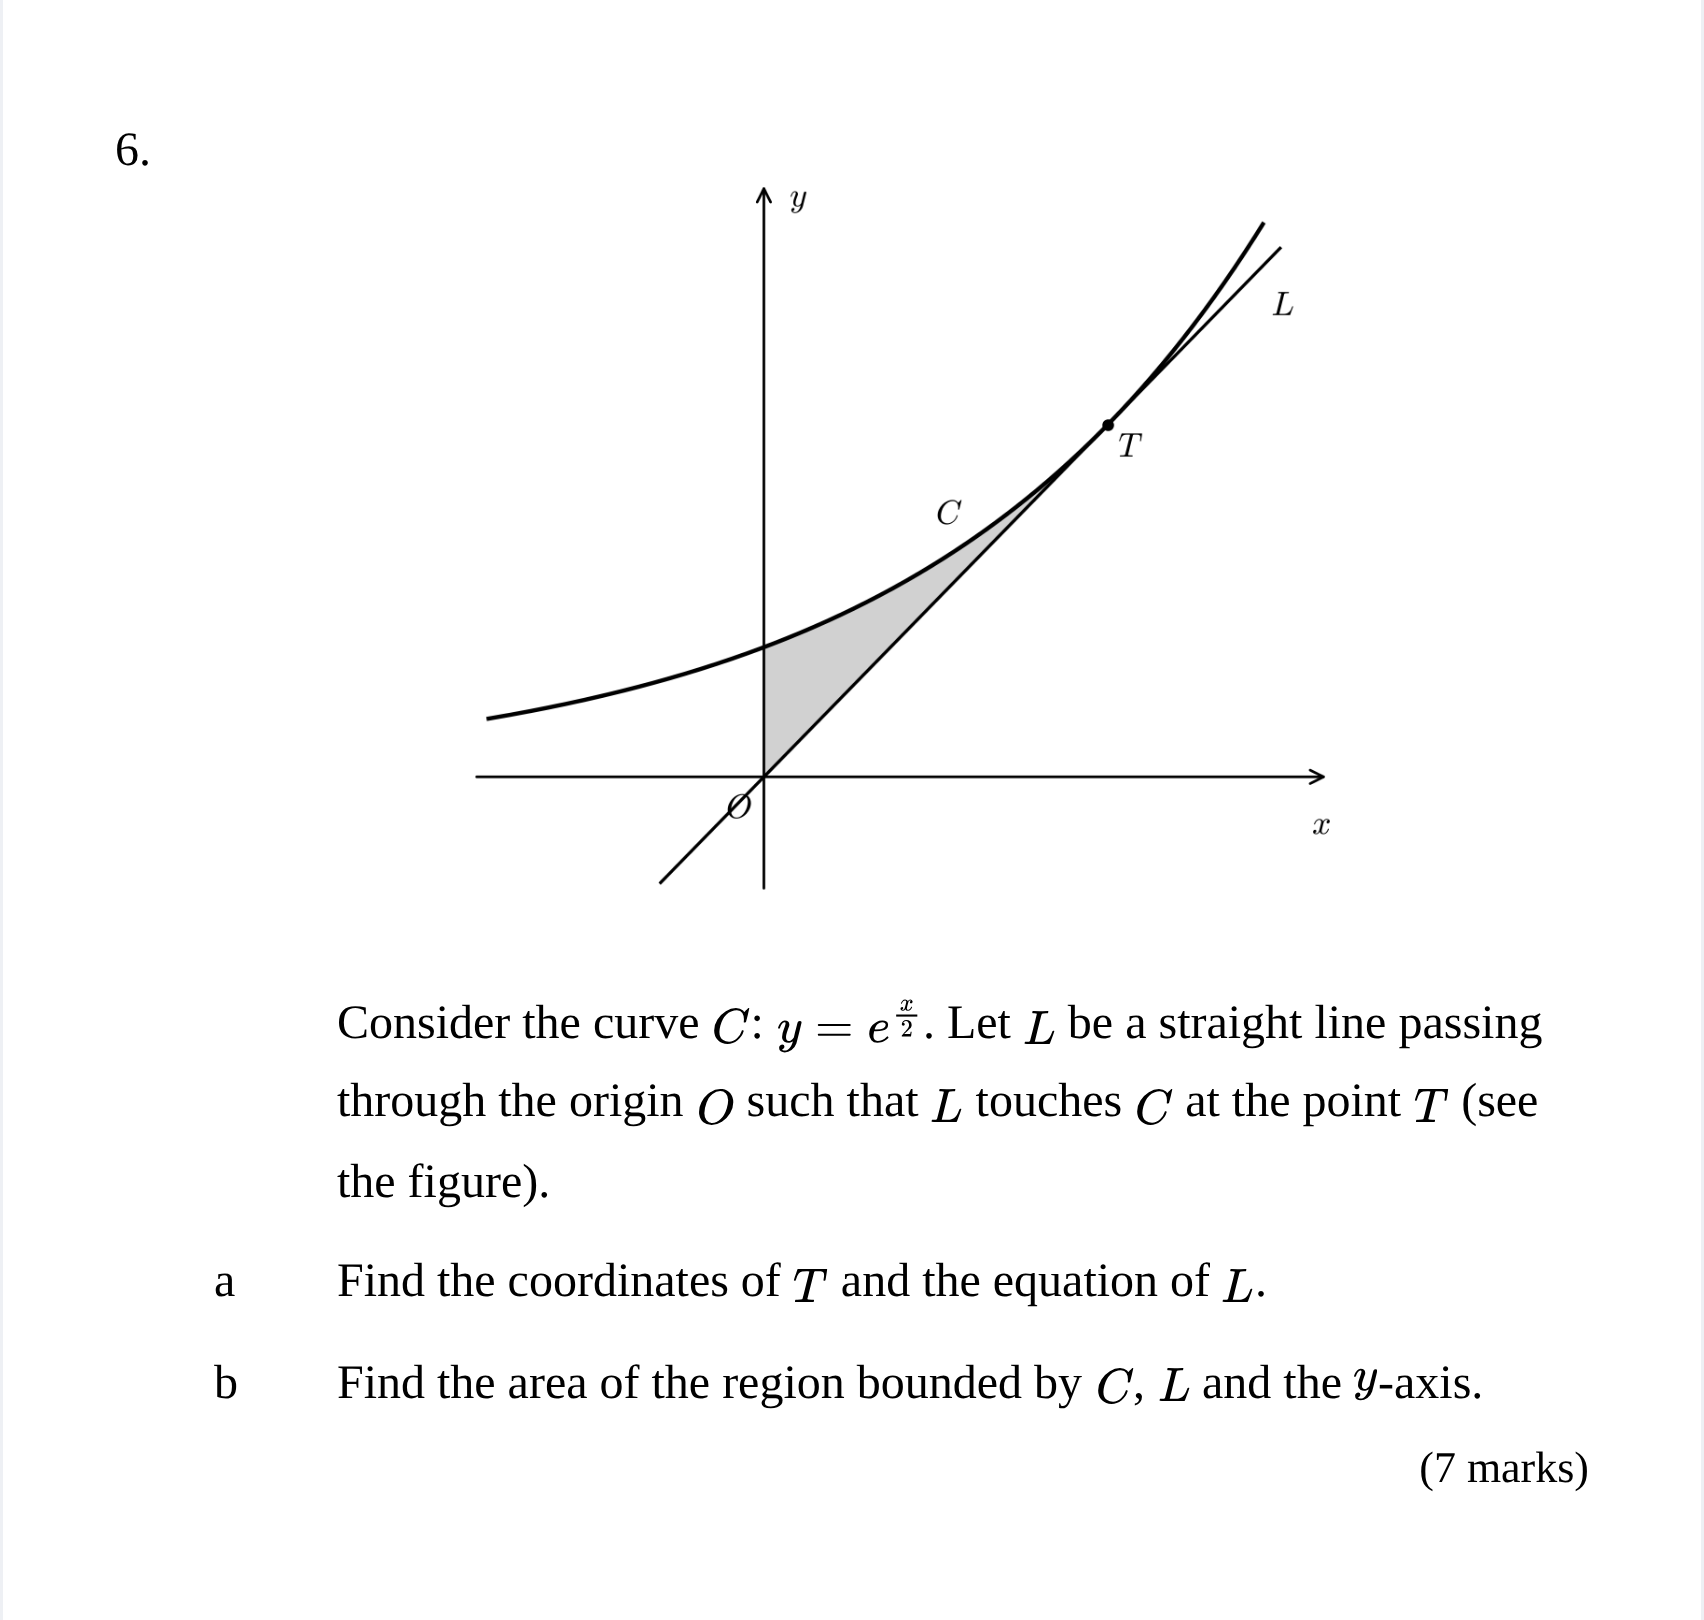 6.
y
L
T
C
O
x
Consider the curve C: y = e^{\frac{x}{2}}. Let L be a straight line passing
through the origin O such that L touches C at the point T (see
the figure).
a Find the coordinates of T and the equation of L.
b Find the area of the region bounded by C, L and the y-axis.
(7 marks)